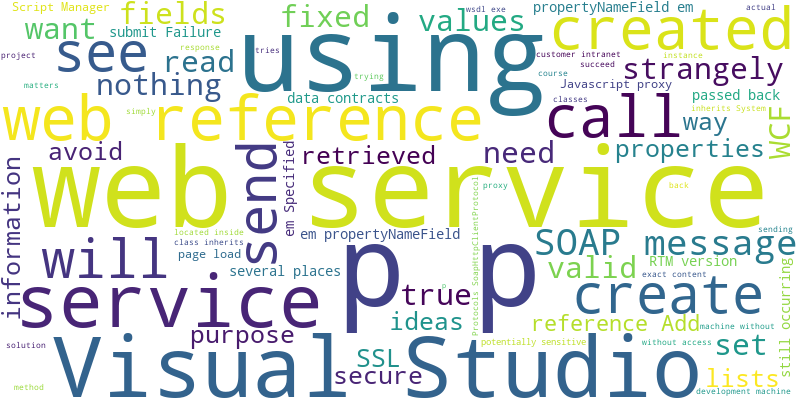 Script Manager
fields
fixed
values
wsdl exe
propertyNameField em
created
actual
want
submit Failure
using
see
read
response
tries
customer intranet
instance
succeed
strangely
project
matters
nothing
trying
course
Javascript proxy
data contracts
classes
passed back
inherits System
web reference
simply
call
way
WCF
avoid
send
em Specified
retrieved
need
properties
information
web service
proxy
back
located inside
class inherits
page load
em propertyNameField
Protocols SoapHttpClientProtocol
SOAP message
will
several places
p p
valid
RTM version
sending
exact content
service
true
create
still occurring
ideas
reference Add
machine without
purpose
solution
Visual Studio
SSL
secure
potentially sensitive
without access
set
lists
method
development machine